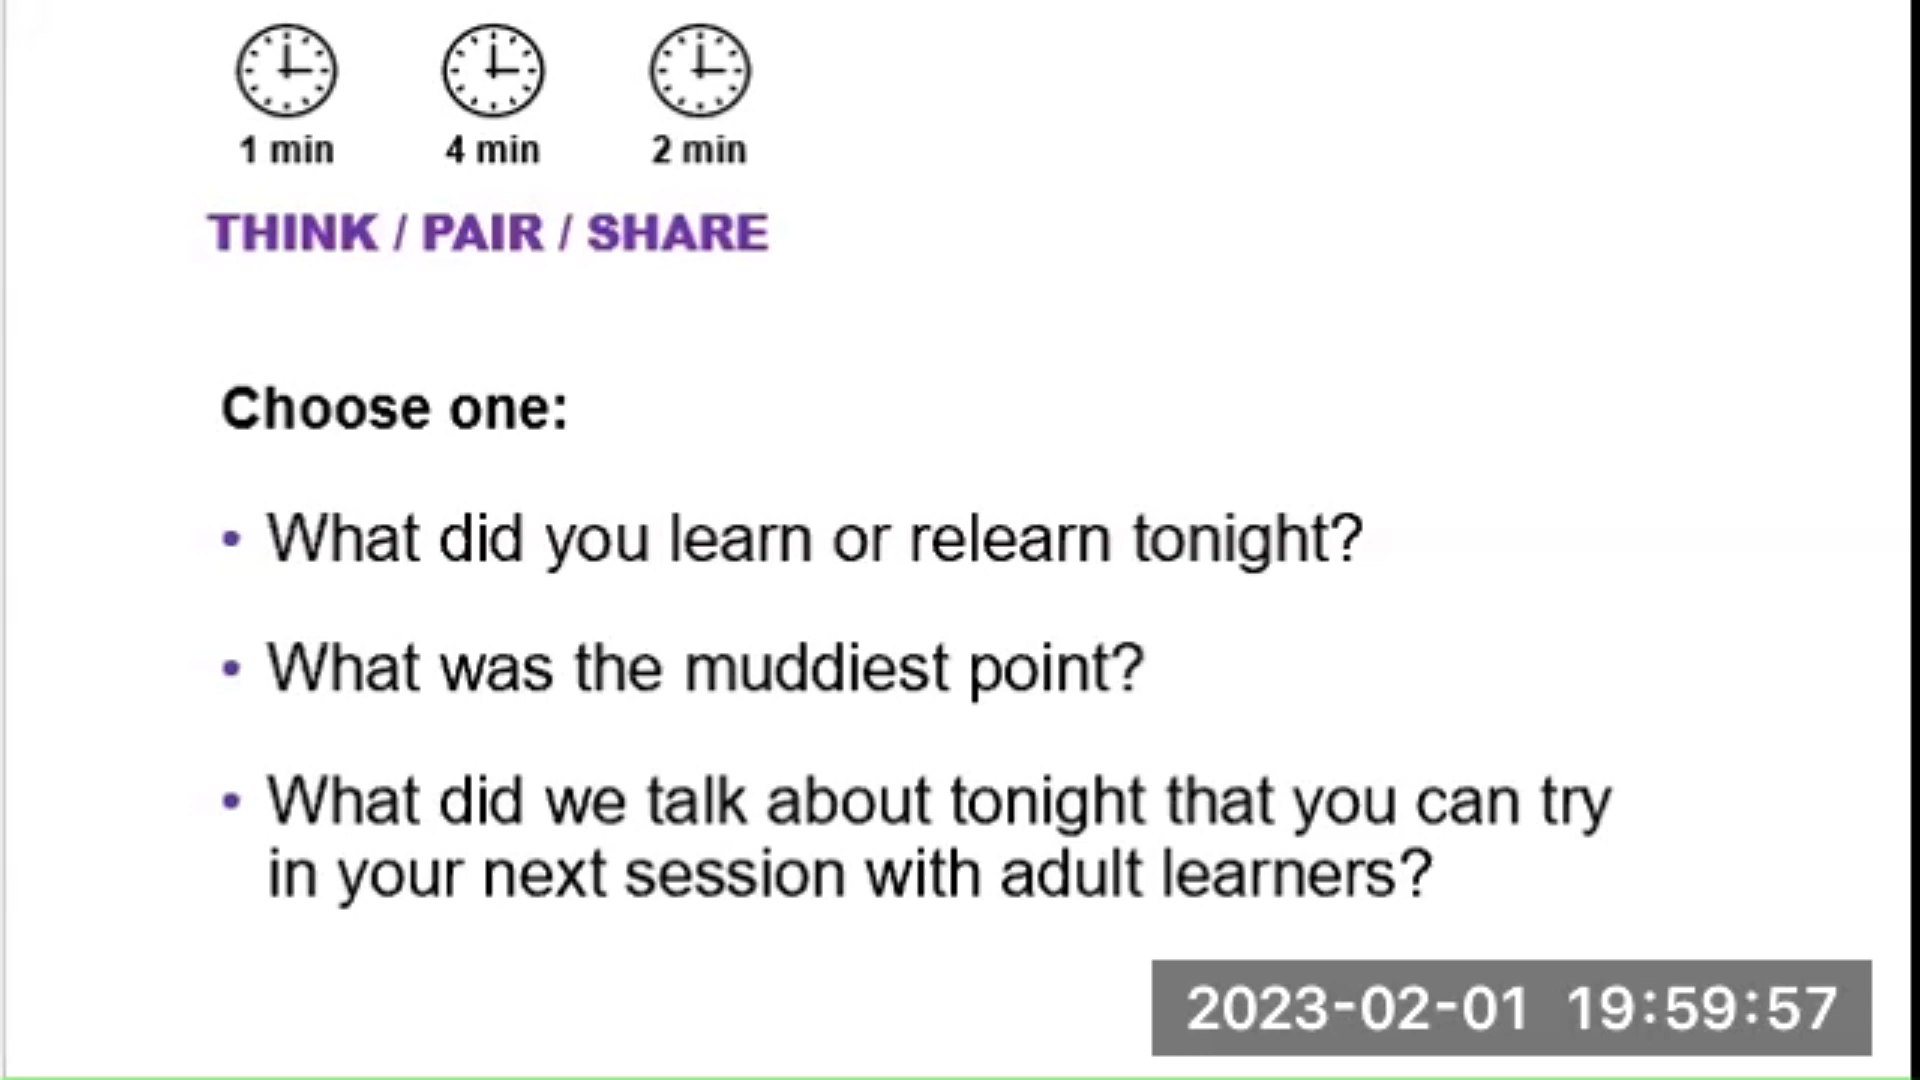 1 min 4 min 2 min
THINK / PAIR / SHARE
Choose one:
• What did you learn or relearn tonight?
• What was the muddiest point?
• What did we talk about tonight that you can try
in your next session with adult learners?
2023-02-01 19:59:57